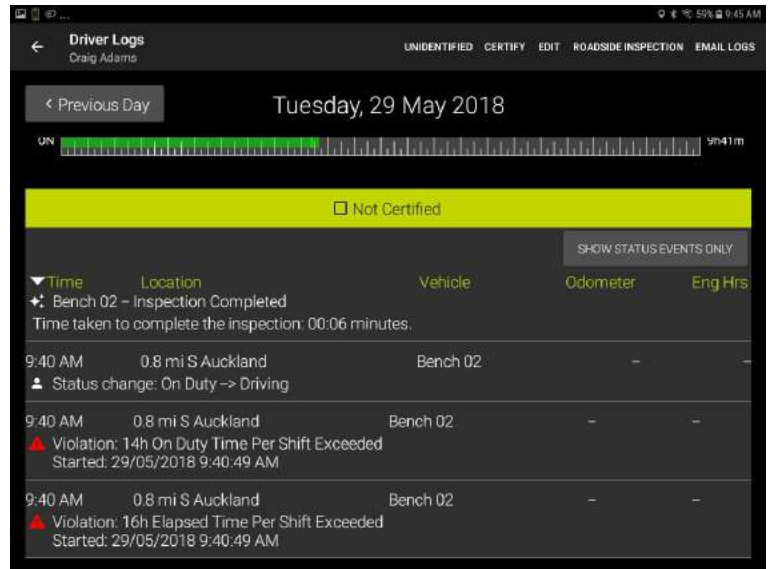 ... 59% 9:45 AM
Driver Logs
Craig Adams
UNIDENTIFIED CERTIFY EDIT ROADSIDE INSPECTION EMAIL LOGS
< Previous Day
Tuesday, 29 May 2018
ON 9h41m
Not Certified
SHOW STATUS EVENTS ONLY
Time Location Vehicle Odometer Eng Hrs
Bench 02 – Inspection Completed
Time taken to complete the inspection: 00:06 minutes.
9:40 AM 0.8 mi S Auckland Bench 02 – –
Status change: On Duty –> Driving
9:40 AM 0.8 mi S Auckland Bench 02 – –
Violation: 14h On Duty Time Per Shift Exceeded
Started: 29/05/2018 9:40:49 AM
9:40 AM 0.8 mi S Auckland Bench 02 – –
Violation: 16h Elapsed Time Per Shift Exceeded
Started: 29/05/2018 9:40:49 AM